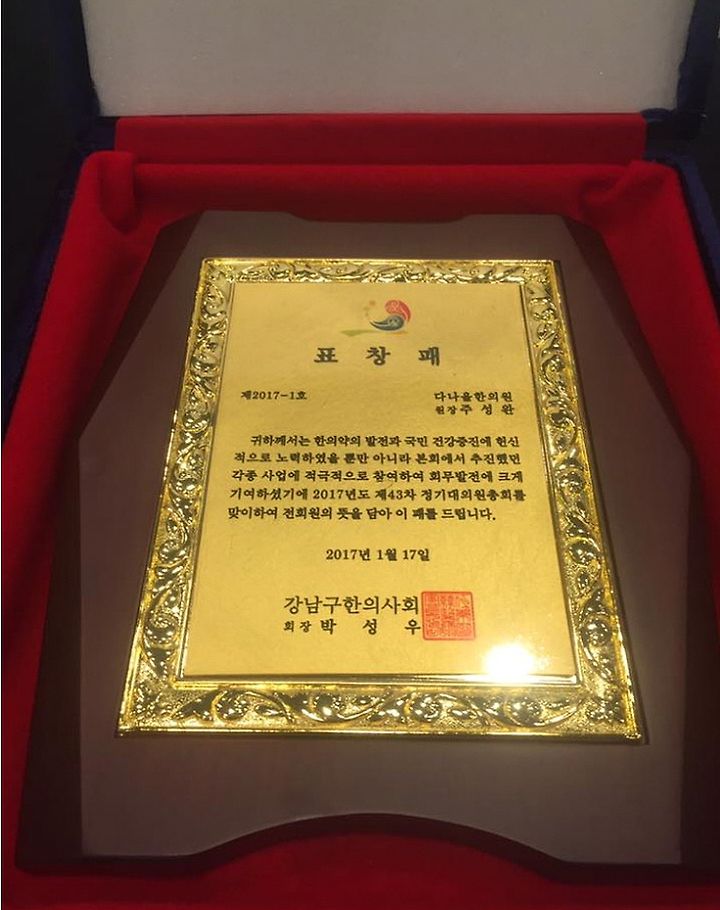 표 창 패
제2017-1호
다나을한의원
원장 주 성 완
귀하께서는 한의약의 발전과 국민 건강증진에 헌신
적으로 노력하였을 뿐만 아니라 본회에서 추진했던
각종 사업에 적극적으로 참여하여 회무발전에 크게
기여하셨기에 2017년도 제43차 정기대의원총회를
맞이하여 전회원의 뜻을 담아 이 패를 드립니다.
2017년 1월 17일
강남구한의사회
회장 박 성 우